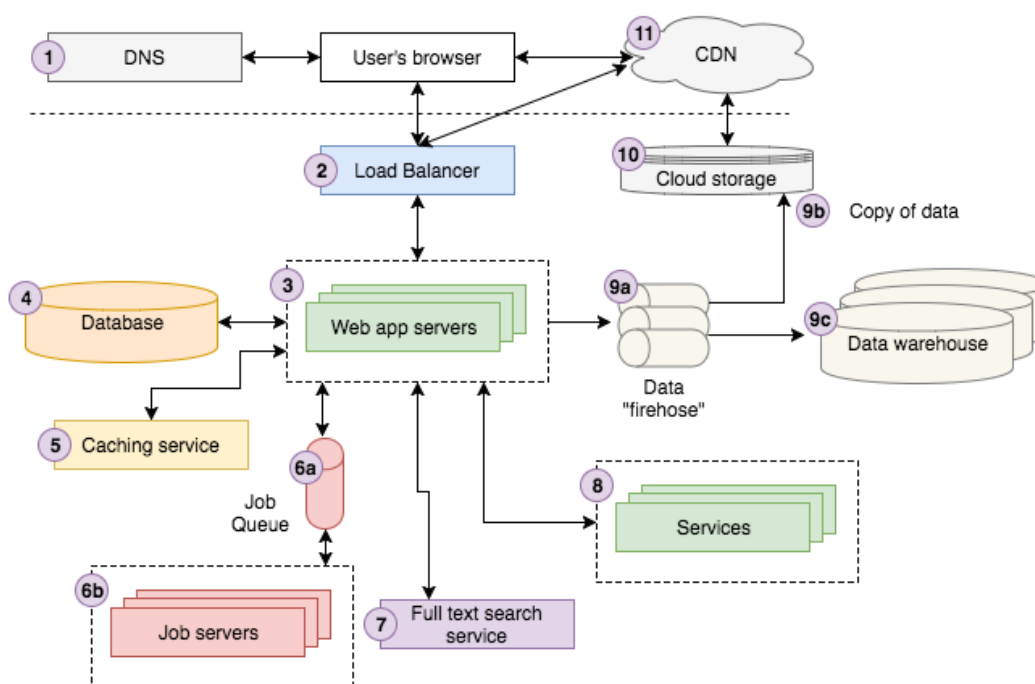 1
DNS
User's browser
11
CDN
2
Load Balancer
10
Cloud storage
9b
Copy of data
3
Web app servers
4
Database
9a
Data
"firehose"
9c
Data warehouse
5
Caching service
6a
Job
Queue
8
Services
6b
Job servers
7
Full text search
service